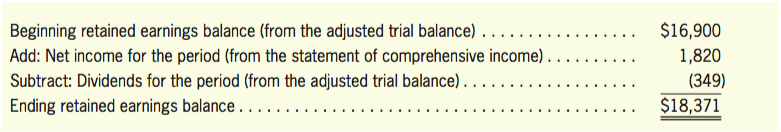 Beginning retained earnings balance (from the adjusted trial balance) . . . . . . . . . . . . . . . . . $16,900
Add: Net income for the period (from the statement of comprehensive income) . . . . . . . . . . 1,820
Subtract: Dividends for the period (from the adjusted trial balance) . . . . . . . . . . . . . . . . . . . (349)
Ending retained earnings balance . . . . . . . . . . . . . . . . . . . . . . . . . . . . . . . . . . . . . . . . . . . $18,371